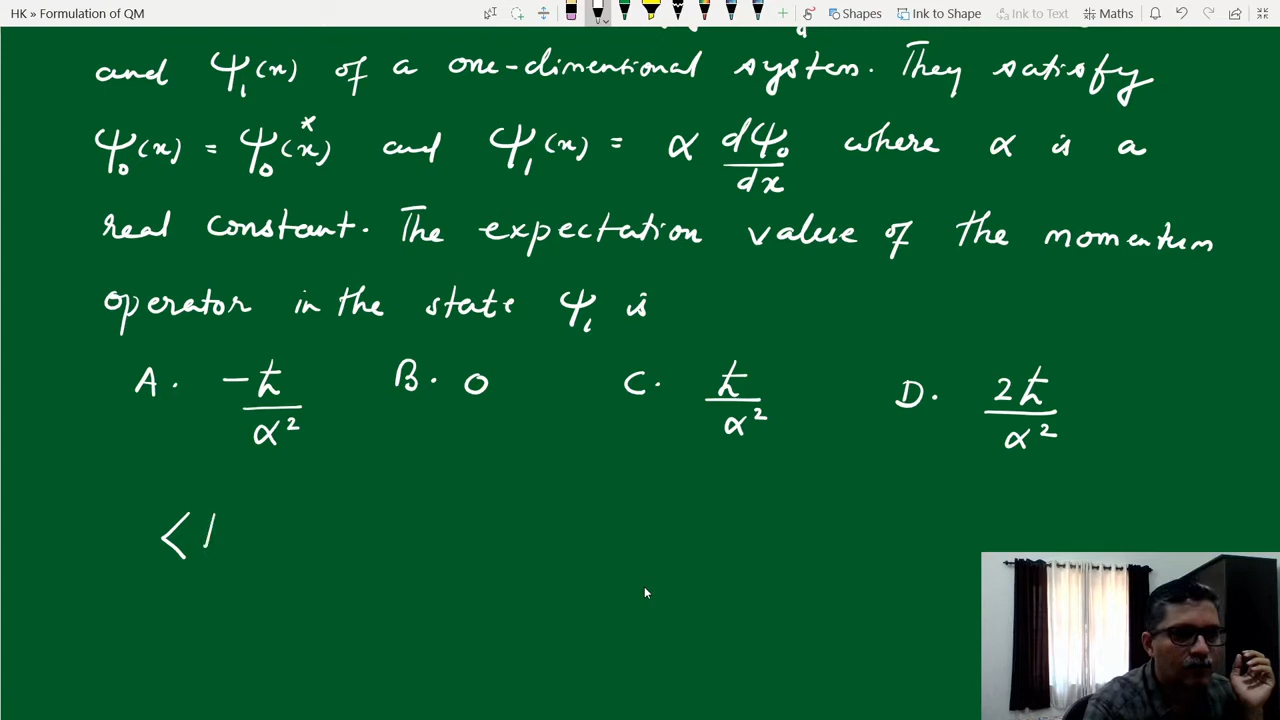 HK » Formulation of QM
Shapes Ink to Shape Ink to Text Maths
and ψ₁(x) of a one-dimentional system. They satisfy
ψ₀(x) = ψ₀(x)* and ψ₁(x) = α dψ₀/dx where α is a
real constant. The expectation value of the momentum
operator in the state ψ₁ is
A. -ℏ/α² B. 0 C. ℏ/α² D. 2ℏ/α²
<